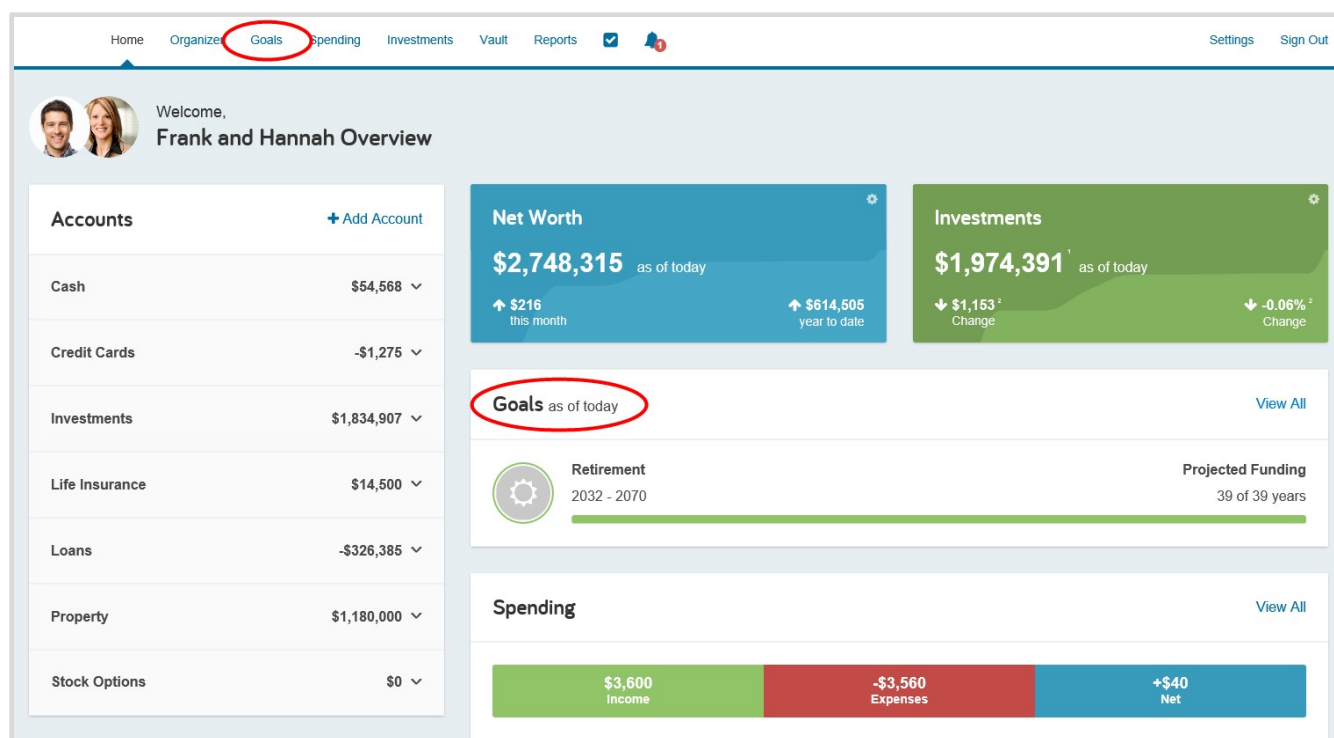 Home Organizer Goals Spending Investments Vault Reports 1 Settings Sign Out
Welcome,
Frank and Hannah Overview
Accounts + Add Account
Cash $54,568
Credit Cards -$1,275
Investments $1,834,907
Life Insurance $14,500
Loans -$326,385
Property $1,180,000
Stock Options $0
Net Worth
$2,748,315 as of today
$216 $614,505
this month year to date
Investments
$1,974,391 1 as of today
$1,153 2 -0.06% 2
Change Change
Goals as of today View All
Retirement Projected Funding
2032 - 2070 39 of 39 years
Spending View All
$3,600 -$3,560 +$40
Income Expenses Net